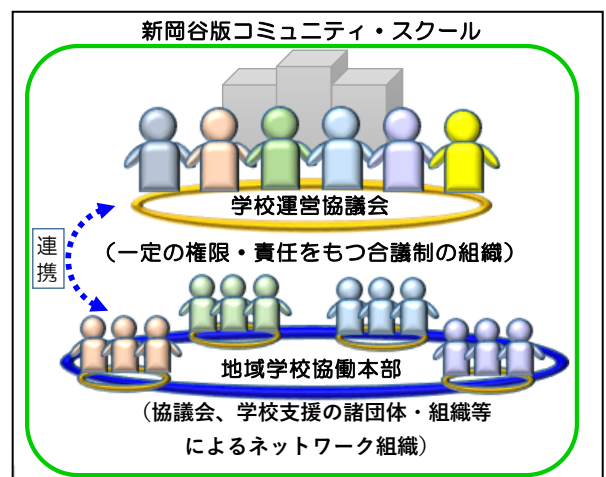 新岡谷版コミュニティ・スクール
学校運営協議会
（一定の権限・責任をもつ合議制の組織）
連携
地域学校協働本部
（協議会、学校支援の諸団体・組織等
によるネットワーク組織）